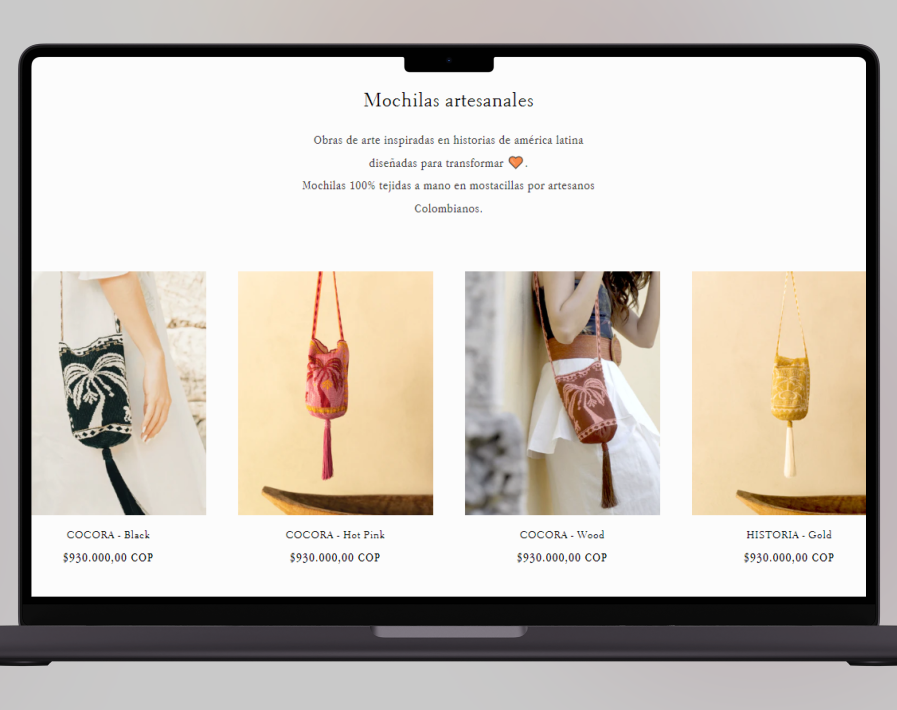 Mochilas artesanales
Obras de arte inspiradas en historias de américa latina
diseñadas para transformar 🧡.
Mochilas 100% tejidas a mano en mostacillas por artesanos
Colombianos.
COCORA - Black
$930.000,00 COP
COCORA - Hot Pink
$930.000,00 COP
COCORA - Wood
$930.000,00 COP
HISTORIA - Gold
$930.000,00 COP